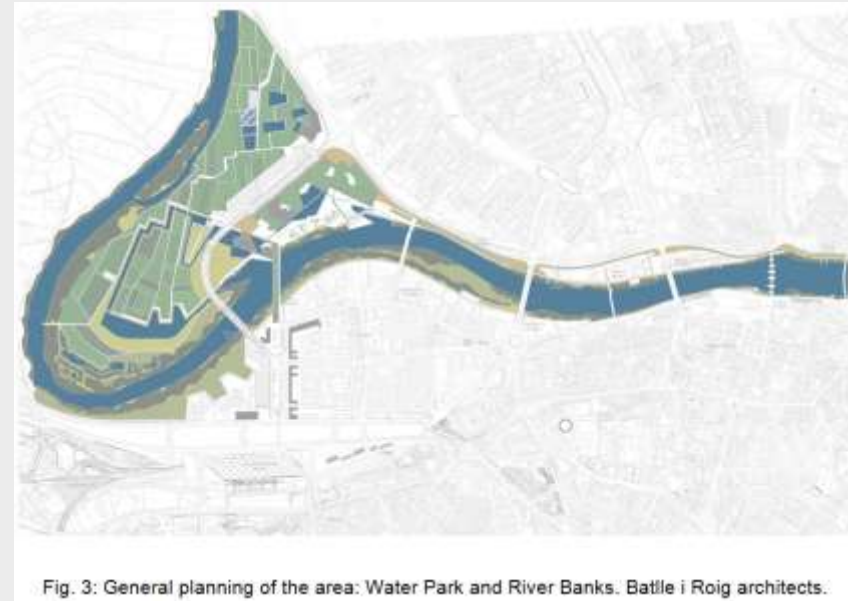 Fig. 3: General planning of the area: Water Park and River Banks. Batlle i Roig architects.